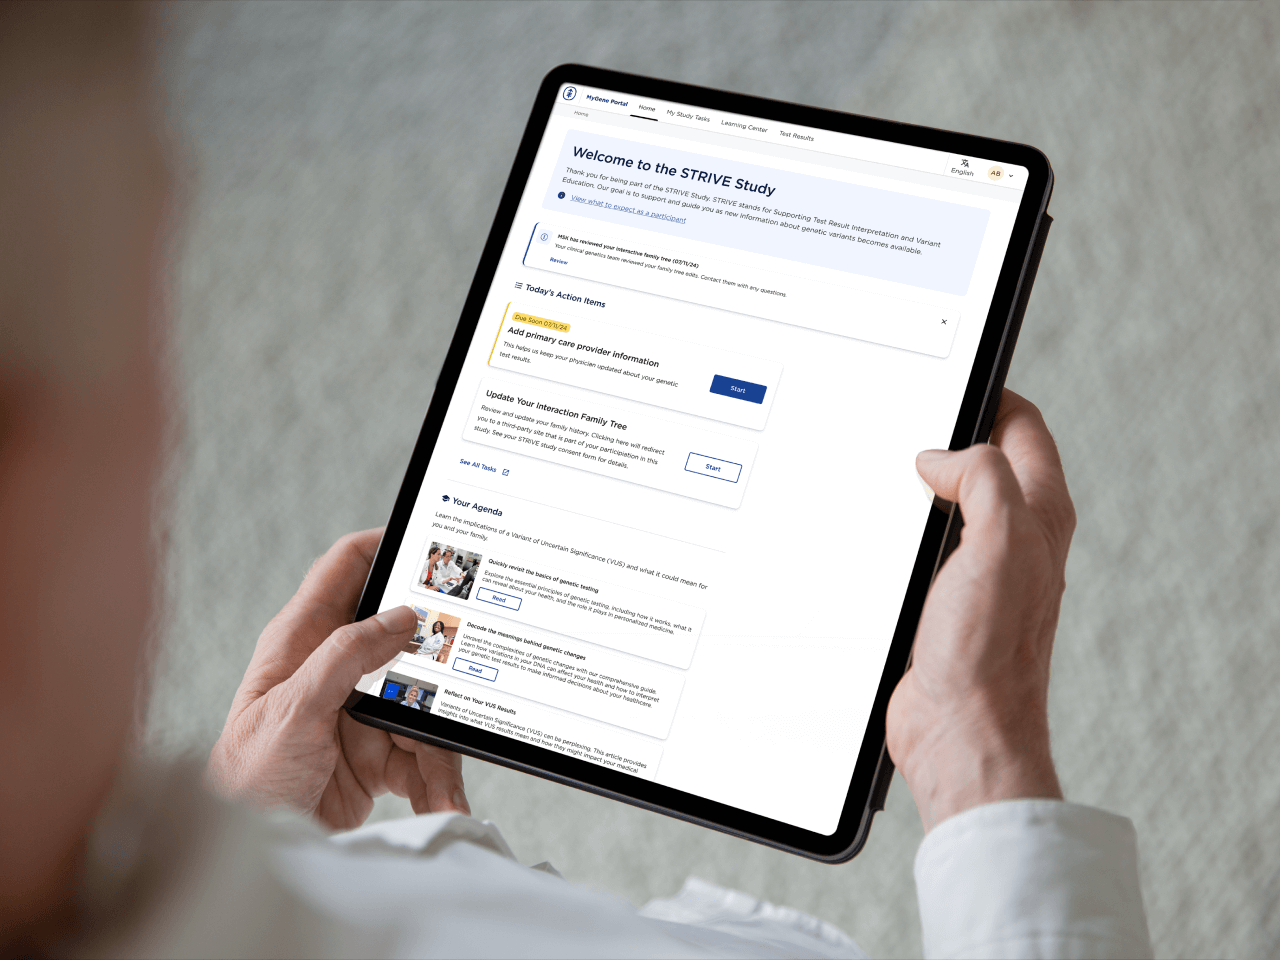 MyGene Portal Home My Study Tasks Learning Center Test Results
English AB
Home
Welcome to the STRIVE Study
Thank you for being part of the STRIVE Study. STRIVE stands for Supporting Test Result Interpretation and Variant
Education. Our goal is to support and guide you as new information about genetic variants becomes available.
View what to expect as a participant
MSK has reviewed your interactive family tree (07/11/24)
Your clinical genetics team reviewed your family tree edits. Contact them with any questions.
Review
Today's Action Items
Due Soon 07/11/24
Add primary care provider information
This helps us keep your physician updated about your genetic
test results.
Start
Update Your Interaction Family Tree
Review and update your family history. Clicking here will redirect
you to a third-party site that is part of your participation in this
study. See your STRIVE study consent form for details.
Start
See All Tasks
Your Agenda
Learn the implications of a Variant of Uncertain Significance (VUS) and what it could mean for
you and your family.
Quickly revisit the basics of genetic testing
Explore the essential principles of genetic testing, including how it works, what it
can reveal about your health, and the role it plays in personalized medicine.
Read
Decode the meanings behind genetic changes
Unravel the complexities of genetic changes with our comprehensive guide.
Learn how variations in your DNA can affect your health and how to interpret
your genetic test results to make informed decisions about your healthcare.
Read
Reflect on Your VUS Results
Variants of Uncertain Significance (VUS) can be perplexing. This article provides
insights into what VUS results mean and how they might impact your medical